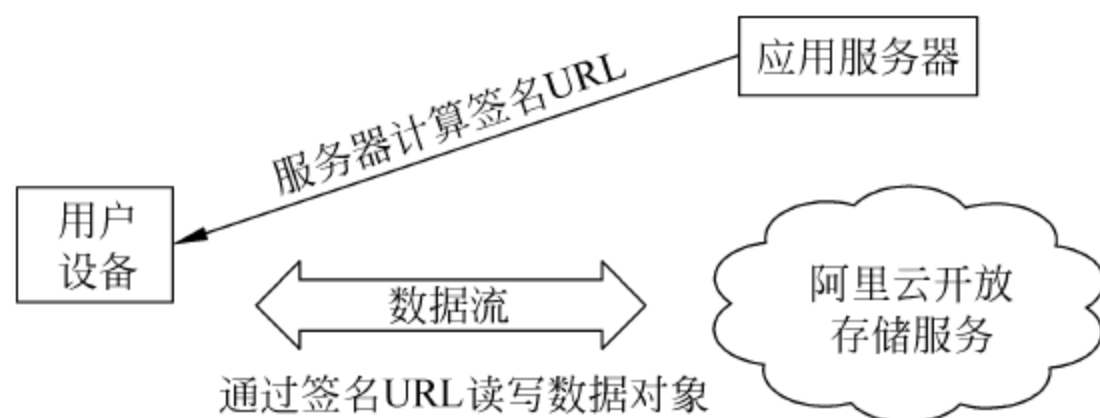 应用服务器
服务器计算签名URL
用户
设备
数据流
阿里云开放
存储服务
通过签名URL读写数据对象